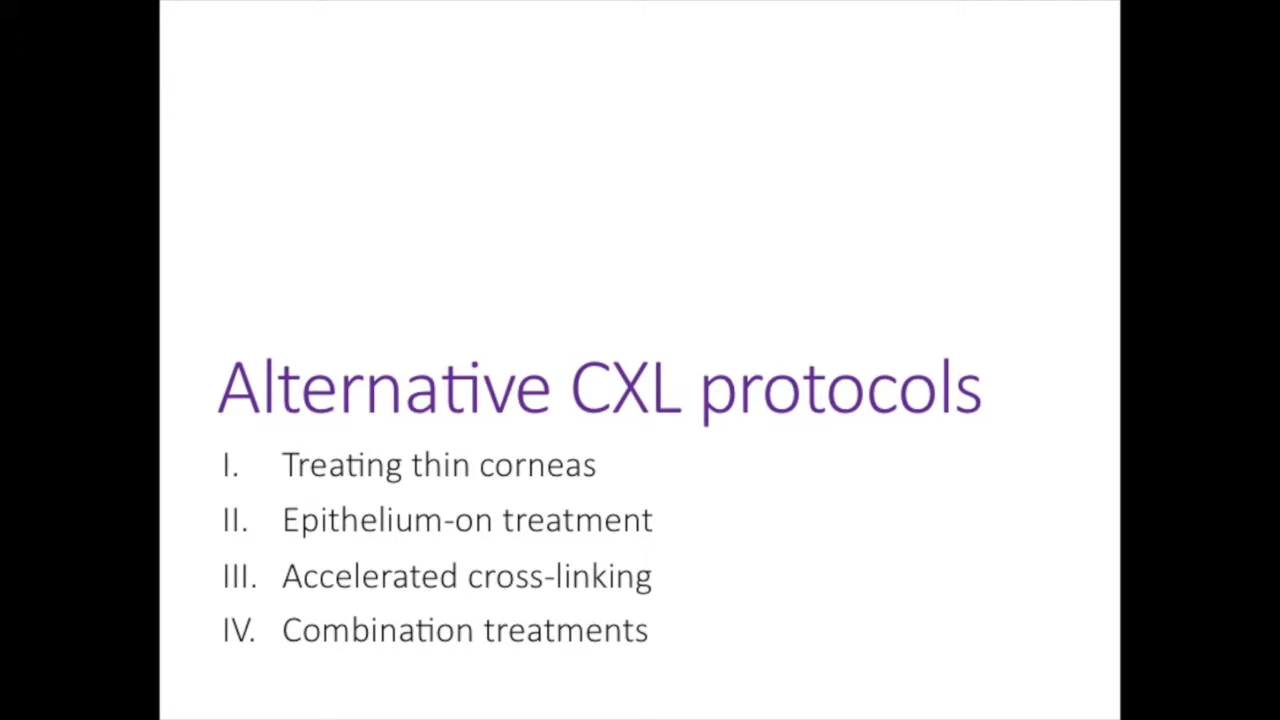 Alternative CXL protocols
I. Treating thin corneas
II. Epithelium-on treatment
III. Accelerated cross-linking
IV. Combination treatments